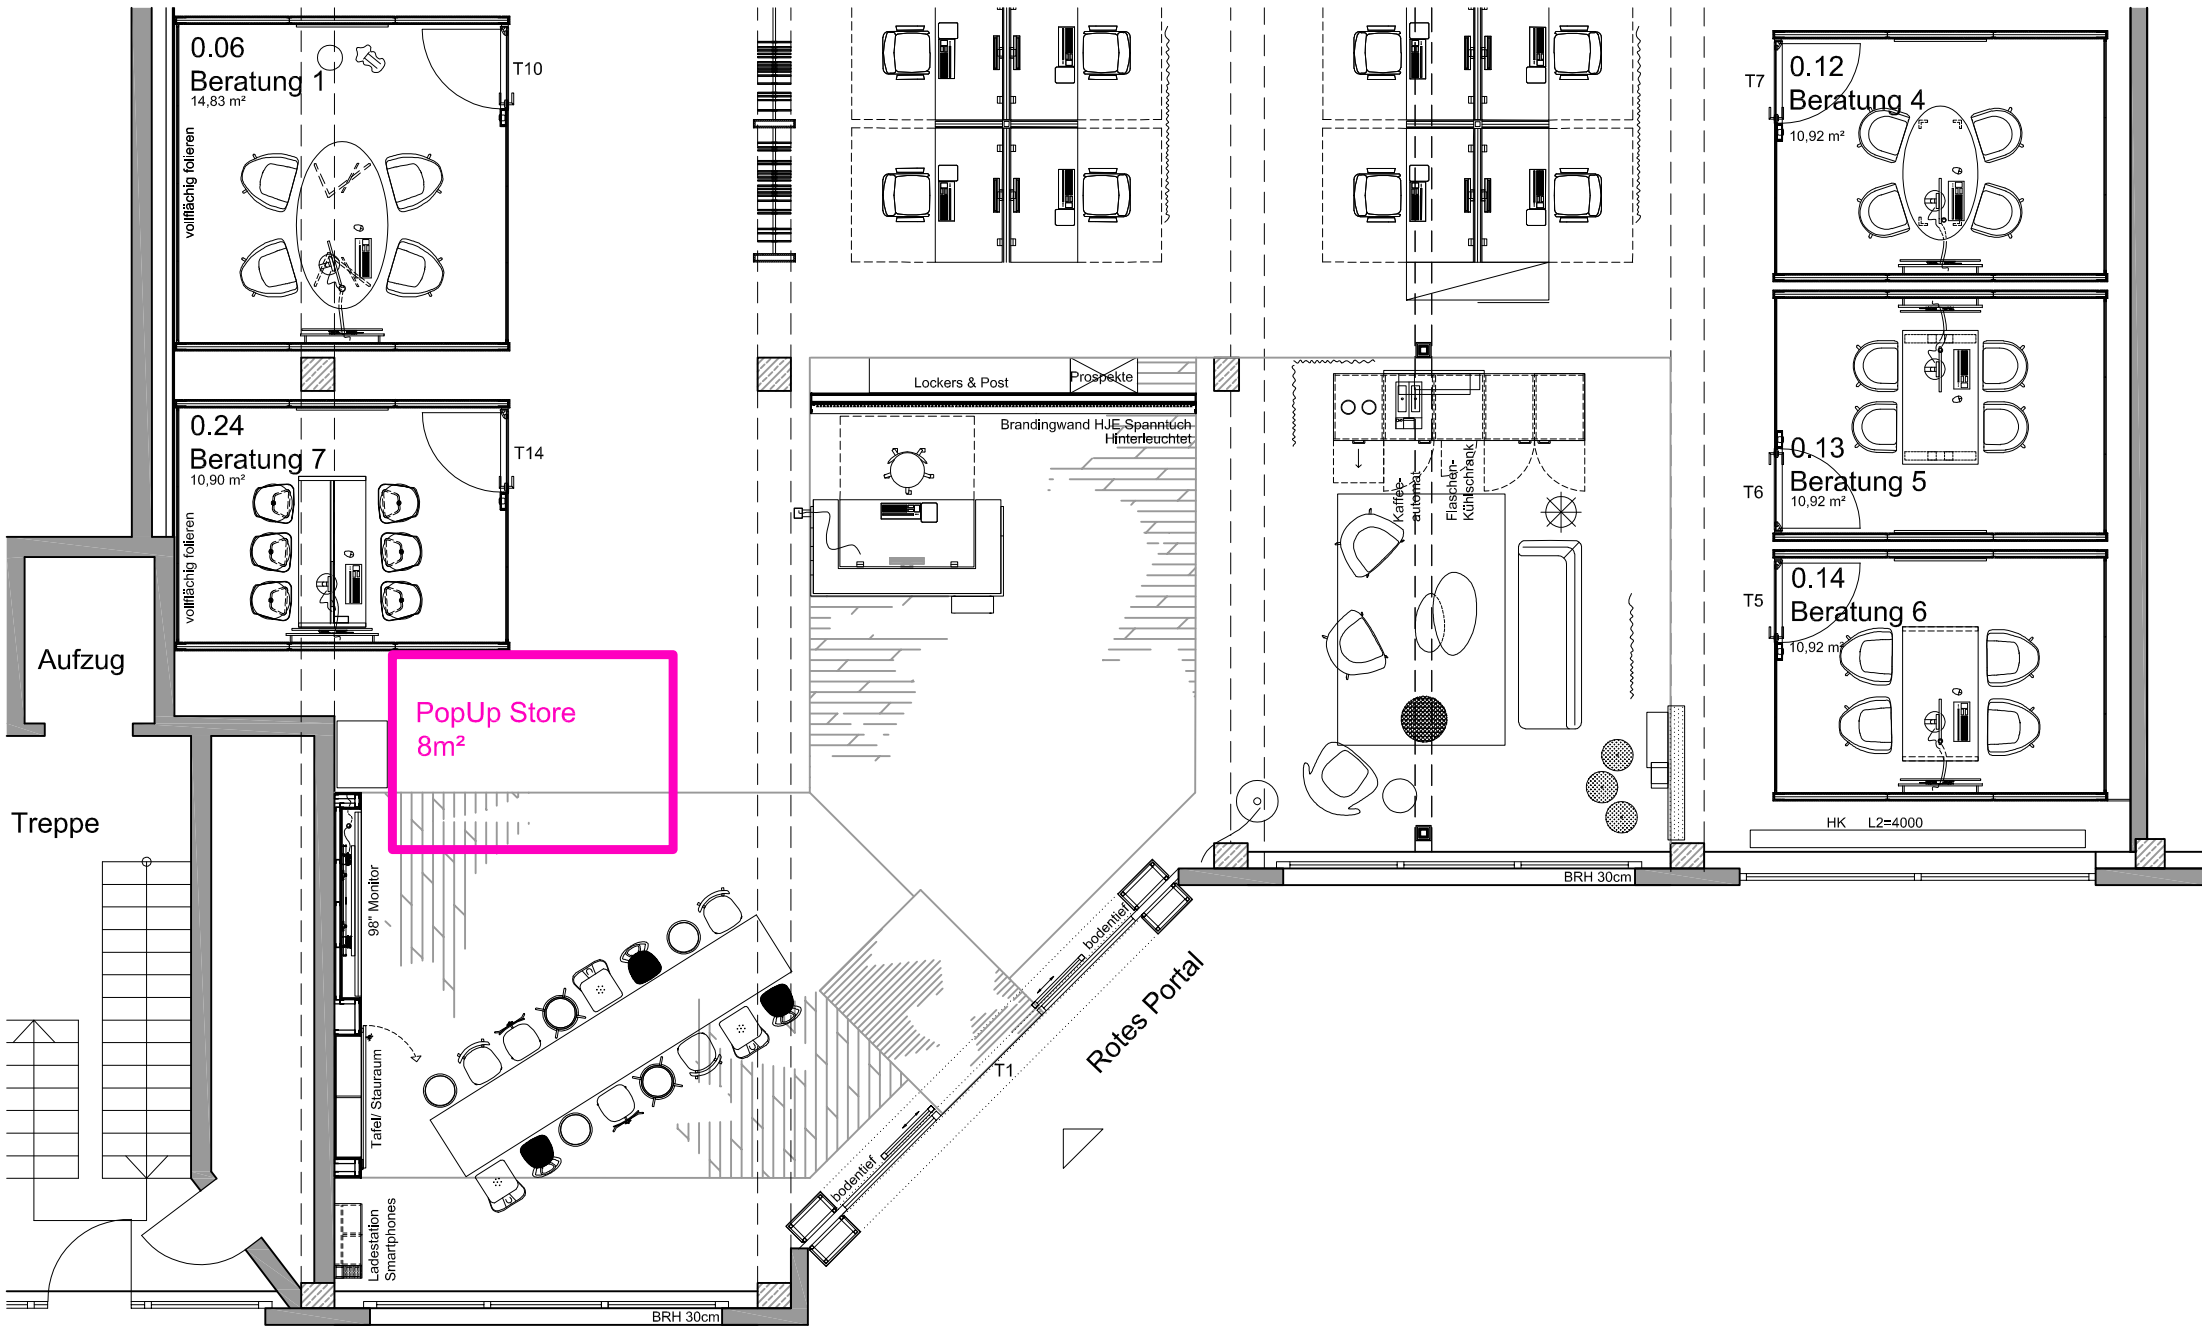 0.06
Beratung 1
14,83 m²
vollflächig folieren
T10
0.24
Beratung 7
10,90 m²
vollflächig folieren
T14
Aufzug
Treppe
PopUp Store
8m²
98" Monitor
Tafel/ Stauraum
Ladestation
Smartphones
BRH 30cm
Lockers & Post
Prospekte
Brandingwand HJE Spanntuch
Hinterleuchtet
Kaffee-
automat
Flaschen-
Kühlschrank
bodentief
bodentief
T1
Rotes Portal
BRH 30cm
T7
0.12
Beratung 4
10,92 m²
0.13
Beratung 5
10,92 m²
T6
T5
0.14
Beratung 6
10,92 m²
HK L2=4000